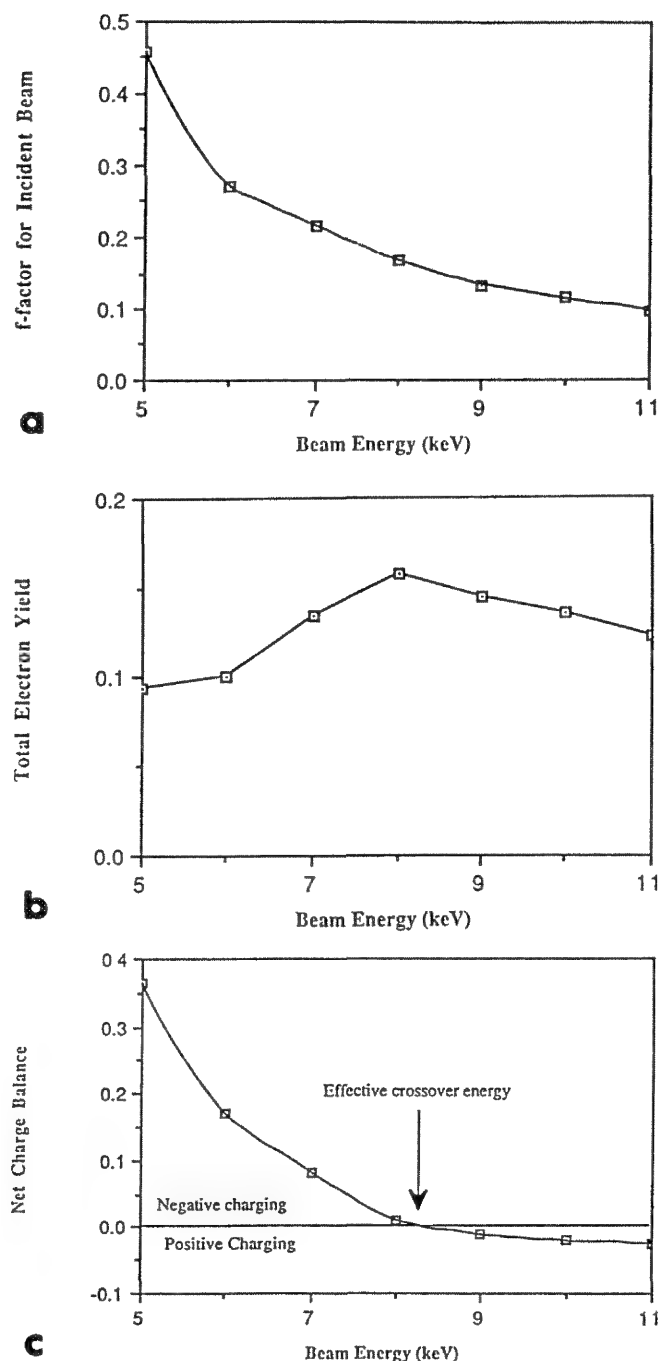 0.5
0.4
0.3
0.2
0.1
0.0
f-factor for Incident Beam
5 7 9 11
Beam Energy (keV)
a
0.2
0.1
0.0
Total Electron Yield
5 7 9 11
Beam Energy (keV)
b
0 4
0.3
0.2
0.1
0.0
-0.1
Net Charge Balance
Effective crossover energy
Negative charging
Positive Charging
5 7 9 11
Beam Energy (keV)
c